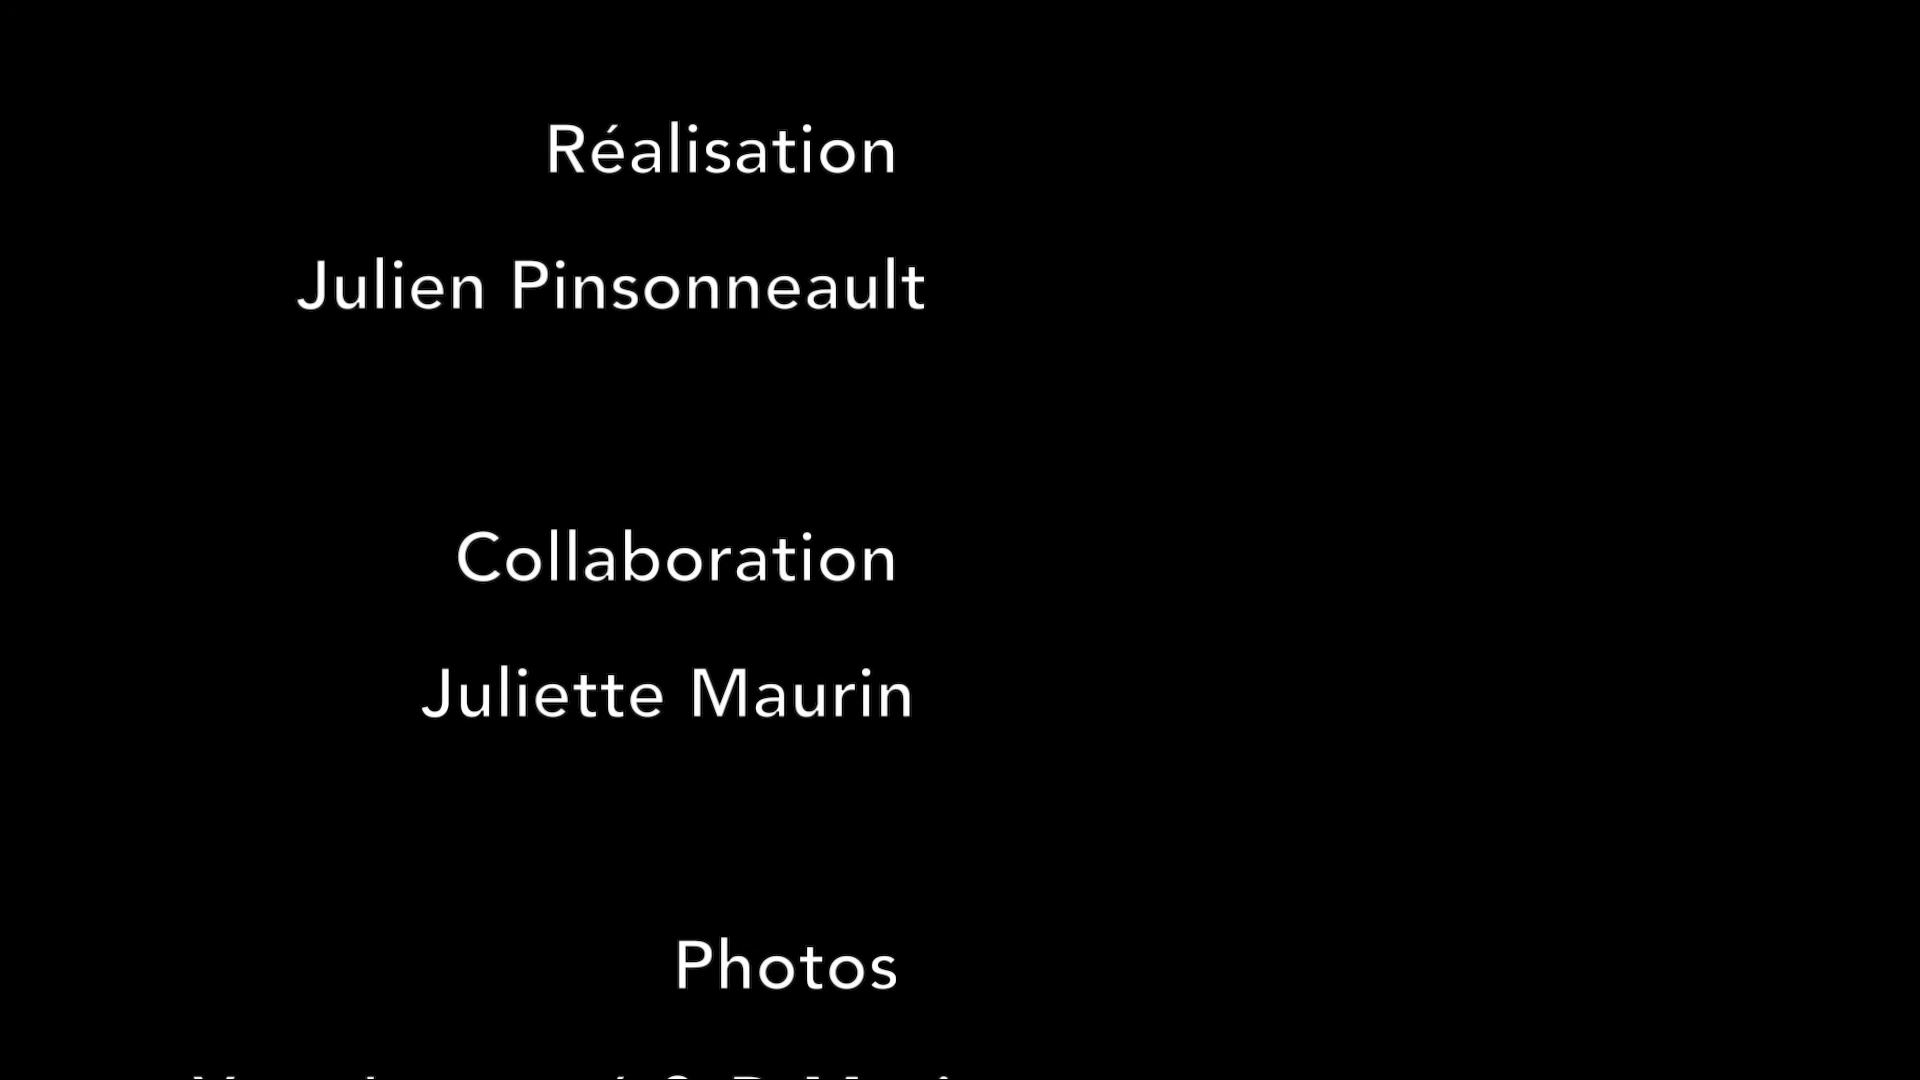 Réalisation
Julien Pinsonneault
Collaboration
Juliette Maurin
Photos